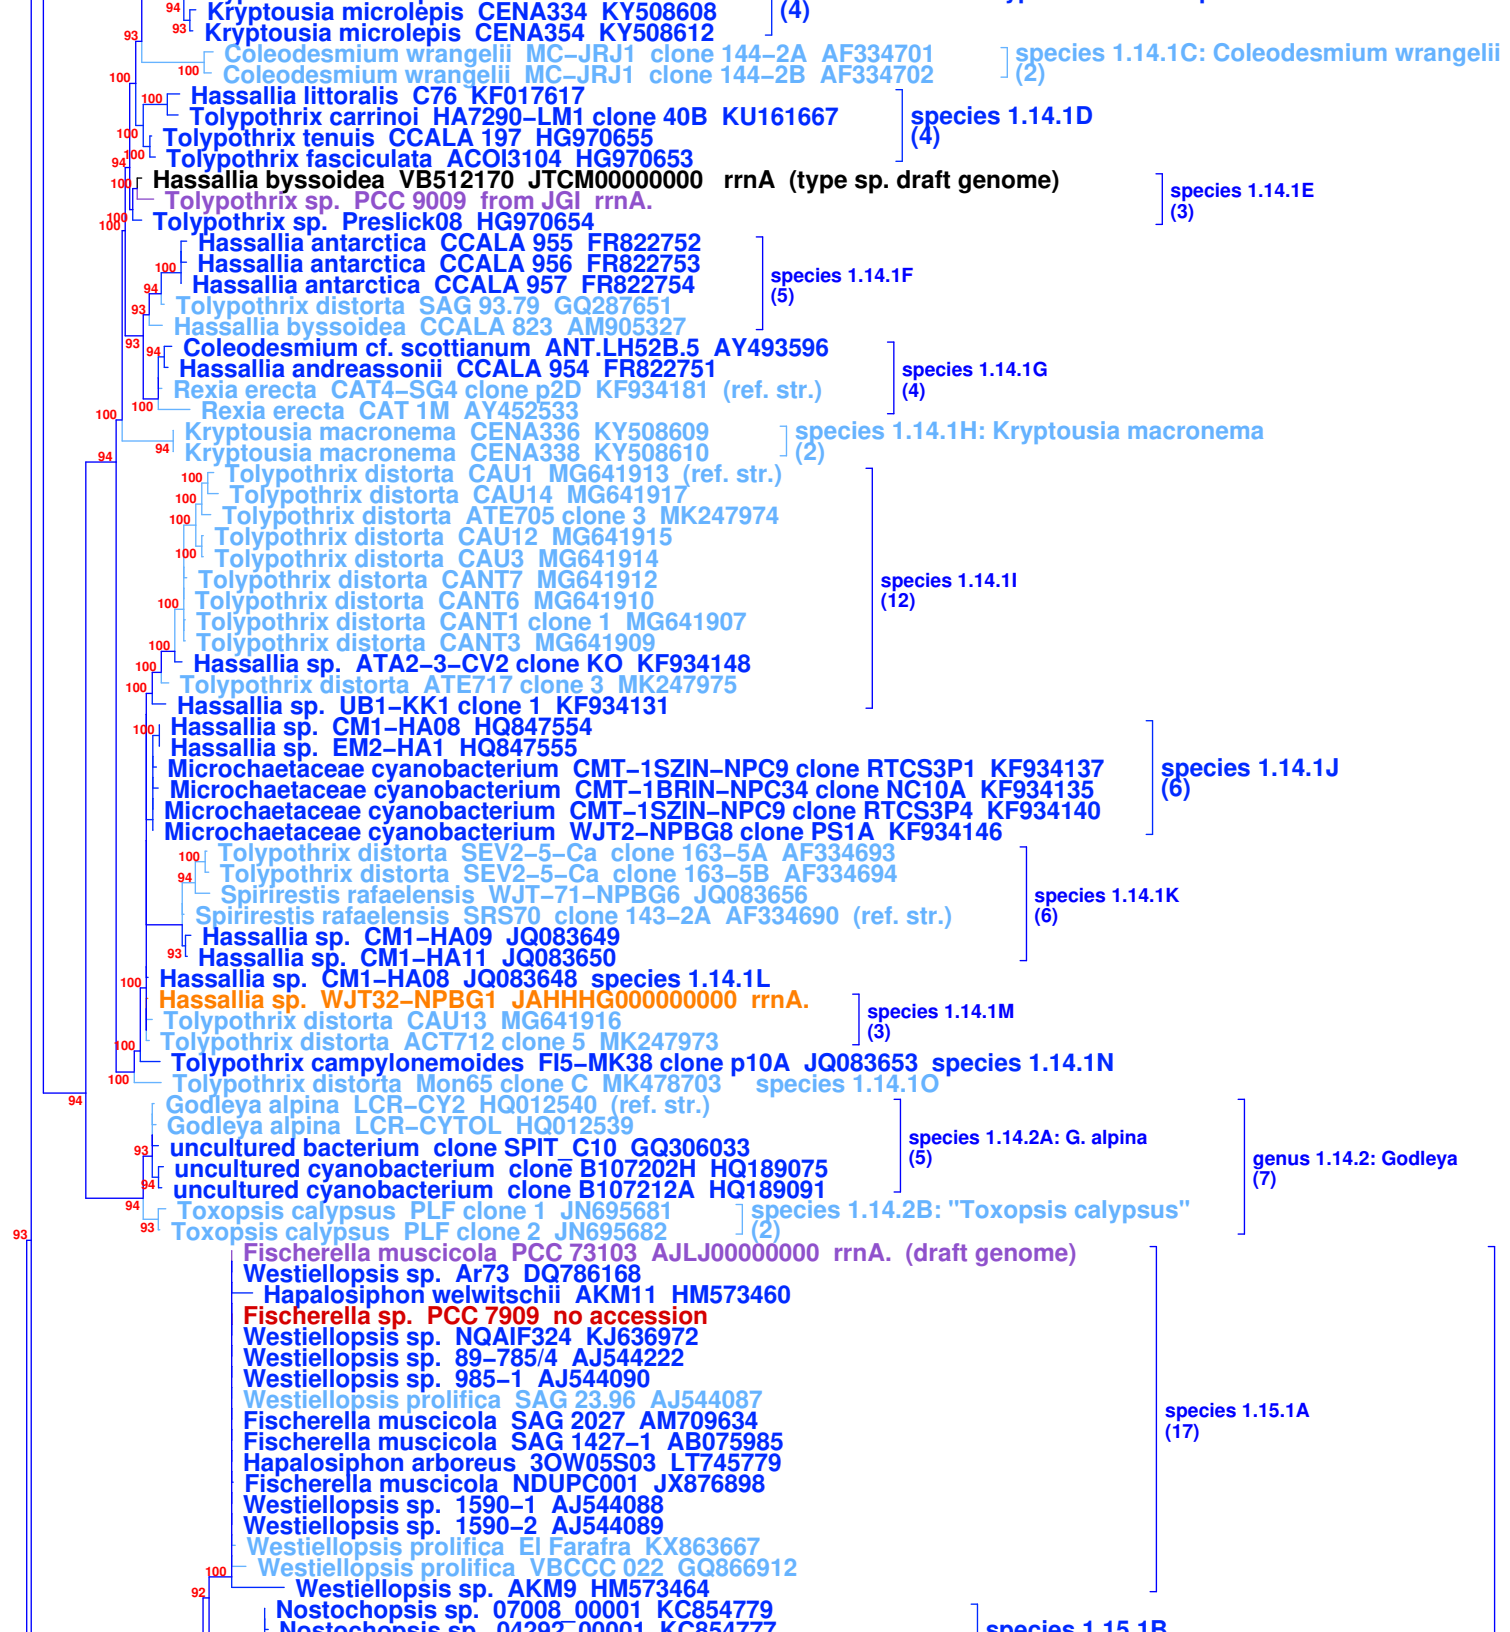 Kryptousia microlepis CENA334 KY508608
(4)
Kryptousia microlepis CENA354 KY508612
Coleodesmium wrangelii MC−JRJ1 clone 144−2A AF334701
species 1.14.1C: Coleodesmium wrangelii
Coleodesmium wrangelii MC−JRJ1 clone 144−2B AF334702
(2)
Hassallia littoralis C76 KF017617
Tolypothrix carrinoi HA7290−LM1 clone 40B KU161667
species 1.14.1D
Tolypothrix tenuis CCALA 197 HG970655
(4)
Tolypothrix fasciculata ACOI3104 HG970653
Hassallia byssoidea VB512170 JTCM00000000 rrnA (type sp. draft genome)
species 1.14.1E
Tolypothrix sp. PCC 9009 from JGI rrnA.
(3)
Tolypothrix sp. Preslick08 HG970654
Hassallia antarctica CCALA 955 FR822752
Hassallia antarctica CCALA 956 FR822753
species 1.14.1F
Hassallia antarctica CCALA 957 FR822754
(5)
Tolypothrix distorta SAG 93.79 GQ287651
Hassallia byssoidea CCALA 823 AM905327
Coleodesmium cf. scottianum ANT.LH52B.5 AY493596
Hassallia andreassonii CCALA 954 FR822751
species 1.14.1G
Rexia erecta CAT4−SG4 clone p2D KF934181 (ref. str.)
(4)
Rexia erecta CAT 1M AY452533
Kryptousia macronema CENA336 KY508609
species 1.14.1H: Kryptousia macronema
Kryptousia macronema CENA338 KY508610
(2)
Tolypothrix distorta CAU1 MG641913 (ref. str.)
Tolypothrix distorta CAU14 MG641917
Tolypothrix distorta ATE705 clone 3 MK247974
Tolypothrix distorta CAU12 MG641915
Tolypothrix distorta CAU3 MG641914
Tolypothrix distorta CANT7 MG641912
species 1.14.1I
Tolypothrix distorta CANT6 MG641910
(12)
Tolypothrix distorta CANT1 clone 1 MG641907
Tolypothrix distorta CANT3 MG641909
Hassallia sp. ATA2−3−CV2 clone KO KF934148
Tolypothrix distorta ATE717 clone 3 MK247975
Hassallia sp. UB1−KK1 clone 1 KF934131
Hassallia sp. CM1−HA08 HQ847554
Hassallia sp. EM2−HA1 HQ847555
Microchaetaceae cyanobacterium CMT−1SZIN−NPC9 clone RTCS3P1 KF934137
species 1.14.1J
Microchaetaceae cyanobacterium CMT−1BRIN−NPC34 clone NC10A KF934135
(6)
Microchaetaceae cyanobacterium CMT−1SZIN−NPC9 clone RTCS3P4 KF934140
Microchaetaceae cyanobacterium WJT2−NPBG8 clone PS1A KF934146
Tolypothrix distorta SEV2−5−Ca clone 163−5A AF334693
Tolypothrix distorta SEV2−5−Ca clone 163−5B AF334694
Spirirestis rafaelensis WJT−71−NPBG6 JQ083656
species 1.14.1K
Spirirestis rafaelensis SRS70 clone 143−2A AF334690 (ref. str.)
(6)
Hassallia sp. CM1−HA09 JQ083649
Hassallia sp. CM1−HA11 JQ083650
Hassallia sp. CM1−HA08 JQ083648 species 1.14.1L
Hassallia sp. WJT32−NPBG1 JAHHHG000000000 rrnA.
species 1.14.1M
Tolypothrix distorta CAU13 MG641916
(3)
Tolypothrix distorta ACT712 clone 5 MK247973
Tolypothrix campylonemoides FI5−MK38 clone p10A JQ083653 species 1.14.1N
Tolypothrix distorta Mon65 clone C MK478703 species 1.14.1O
Godleya alpina LCR−CY2 HQ012540 (ref. str.)
Godleya alpina LCR−CYTOL HQ012539
species 1.14.2A: G. alpina
uncultured bacterium clone SPIT_C10 GQ306033
(5)
genus 1.14.2: Godleya
uncultured cyanobacterium clone B107202H HQ189075
(7)
uncultured cyanobacterium clone B107212A HQ189091
Toxopsis calypsus PLF clone 1 JN695681
species 1.14.2B: "Toxopsis calypsus"
Toxopsis calypsus PLF clone 2 JN695682
(2)
Fischerella muscicola PCC 73103 AJLJ00000000 rrnA. (draft genome)
Westiellopsis sp. Ar73 DQ786168
Hapalosiphon welwitschii AKM11 HM573460
Fischerella sp. PCC 7909 no accession
Westiellopsis sp. NQAIF324 KJ636972
Westiellopsis sp. 89−785/4 AJ544222
Westiellopsis sp. 985−1 AJ544090
Westiellopsis prolifica SAG 23.96 AJ544087
species 1.15.1A
Fischerella muscicola SAG 2027 AM709634
(17)
Fischerella muscicola SAG 1427−1 AB075985
Hapalosiphon arboreus 3OW05S03 LT745779
Fischerella muscicola NDUPC001 JX876898
Westiellopsis sp. 1590−1 AJ544088
Westiellopsis sp. 1590−2 AJ544089
Westiellopsis prolifica El Farafra KX863667
Westiellopsis prolifica VBCCC 022 GQ866912
Westiellopsis sp. AKM9 HM573464
Nostochopsis sp. 07008_00001 KC854779
Nostochopsis sp. 04292_00001 KC854777
species 1.15.1B